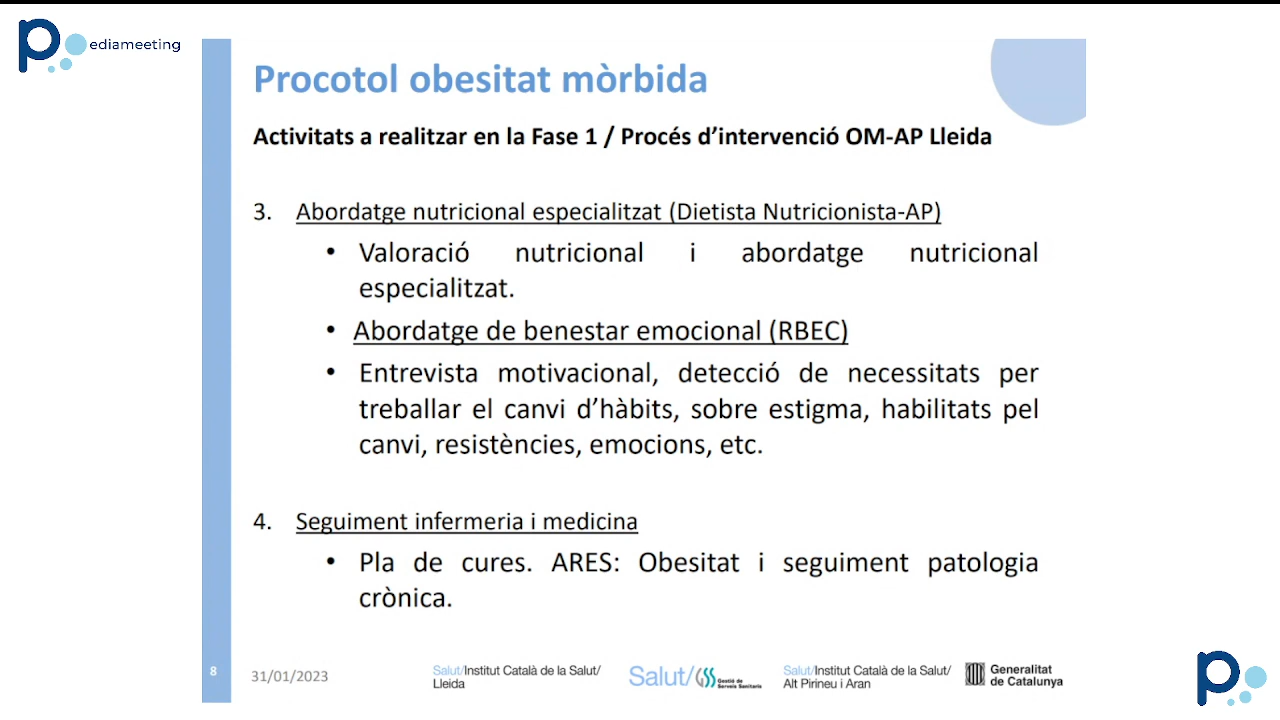 ediameeting
Procotol obesitat mòrbida
Activitats a realitzar en la Fase 1 / Procés d’intervenció OM-AP Lleida
3. Abordatge nutricional especialitzat (Dietista Nutricionista-AP)
• Valoració nutricional i abordatge nutricional
especialitzat.
• Abordatge de benestar emocional (RBEC)
• Entrevista motivacional, detecció de necessitats per
treballar el canvi d’hàbits, sobre estigma, habilitats pel
canvi, resistències, emocions, etc.
4. Seguiment infermeria i medicina
• Pla de cures. ARES: Obesitat i seguiment patologia
crònica.
8
31/01/2023
Salut/Institut Català de la Salut/
Lleida
Salut/
Gestió de
Serveis Sanitaris
Salut/Institut Català de la Salut/
Alt Pirineu i Aran
Generalitat
de Catalunya